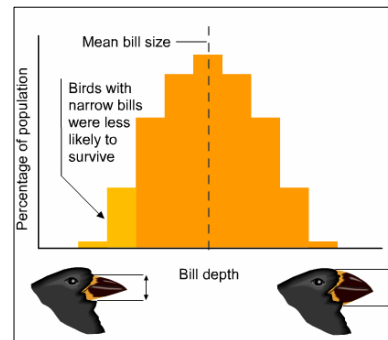 Mean bill size
Birds with
narrow bills
were less
likely to
survive
Percentage of population
Bill depth